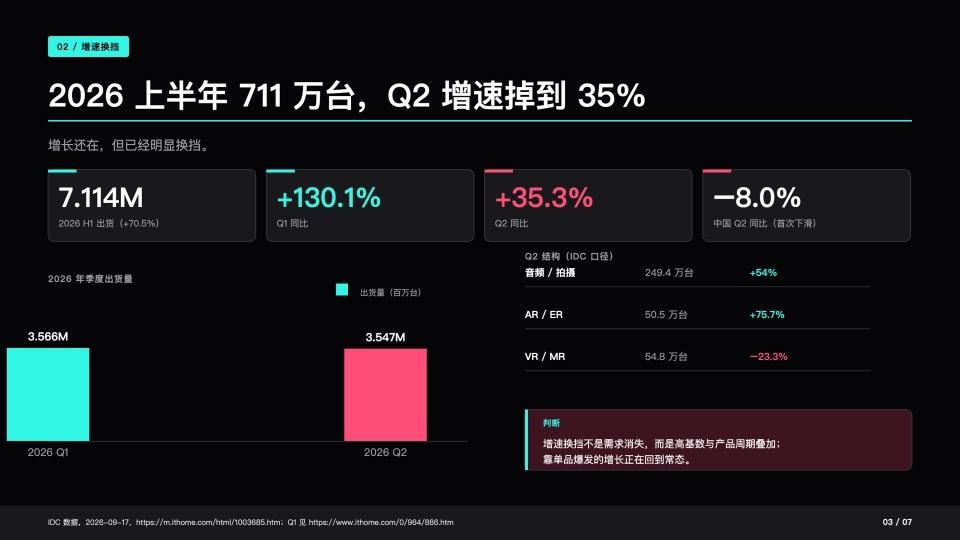 02 / 增速换挡
2026 上半年 711 万台，Q2 增速掉到 35%
增长还在，但已经明显换挡。
7.114M
2026 H1 出货（+70.5%）
+130.1%
Q1 同比
+35.3%
Q2 同比
−8.0%
中国 Q2 同比（首次下滑）
2026 年季度出货量
出货量（百万台）
3.566M
3.547M
2026 Q1
2026 Q2
Q2 结构（IDC 口径）
音频 / 拍摄 249.4 万台 +54%
AR / ER 50.5 万台 +75.7%
VR / MR 54.8 万台 −23.3%
判断
增速换挡不是需求消失，而是高基数与产品周期叠加；
靠单品爆发的增长正在回到常态。
IDC 数据，2026-09-17，https://m.ithome.com/html/1003685.htm；Q1 见 https://www.ithome.com/0/964/886.htm
03 / 07